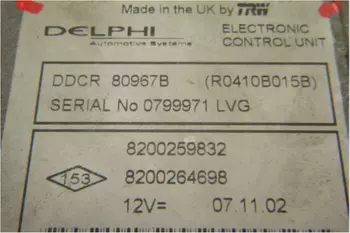 Made in the UK by TRW
DELPHI
Automotive Systems
ELECTRONIC
CONTROL UNIT
DDCR 80967B (R0410B015B)
SERIAL No 0799971 LVG
8200259832
153 8200264698
12V= 07.11.02